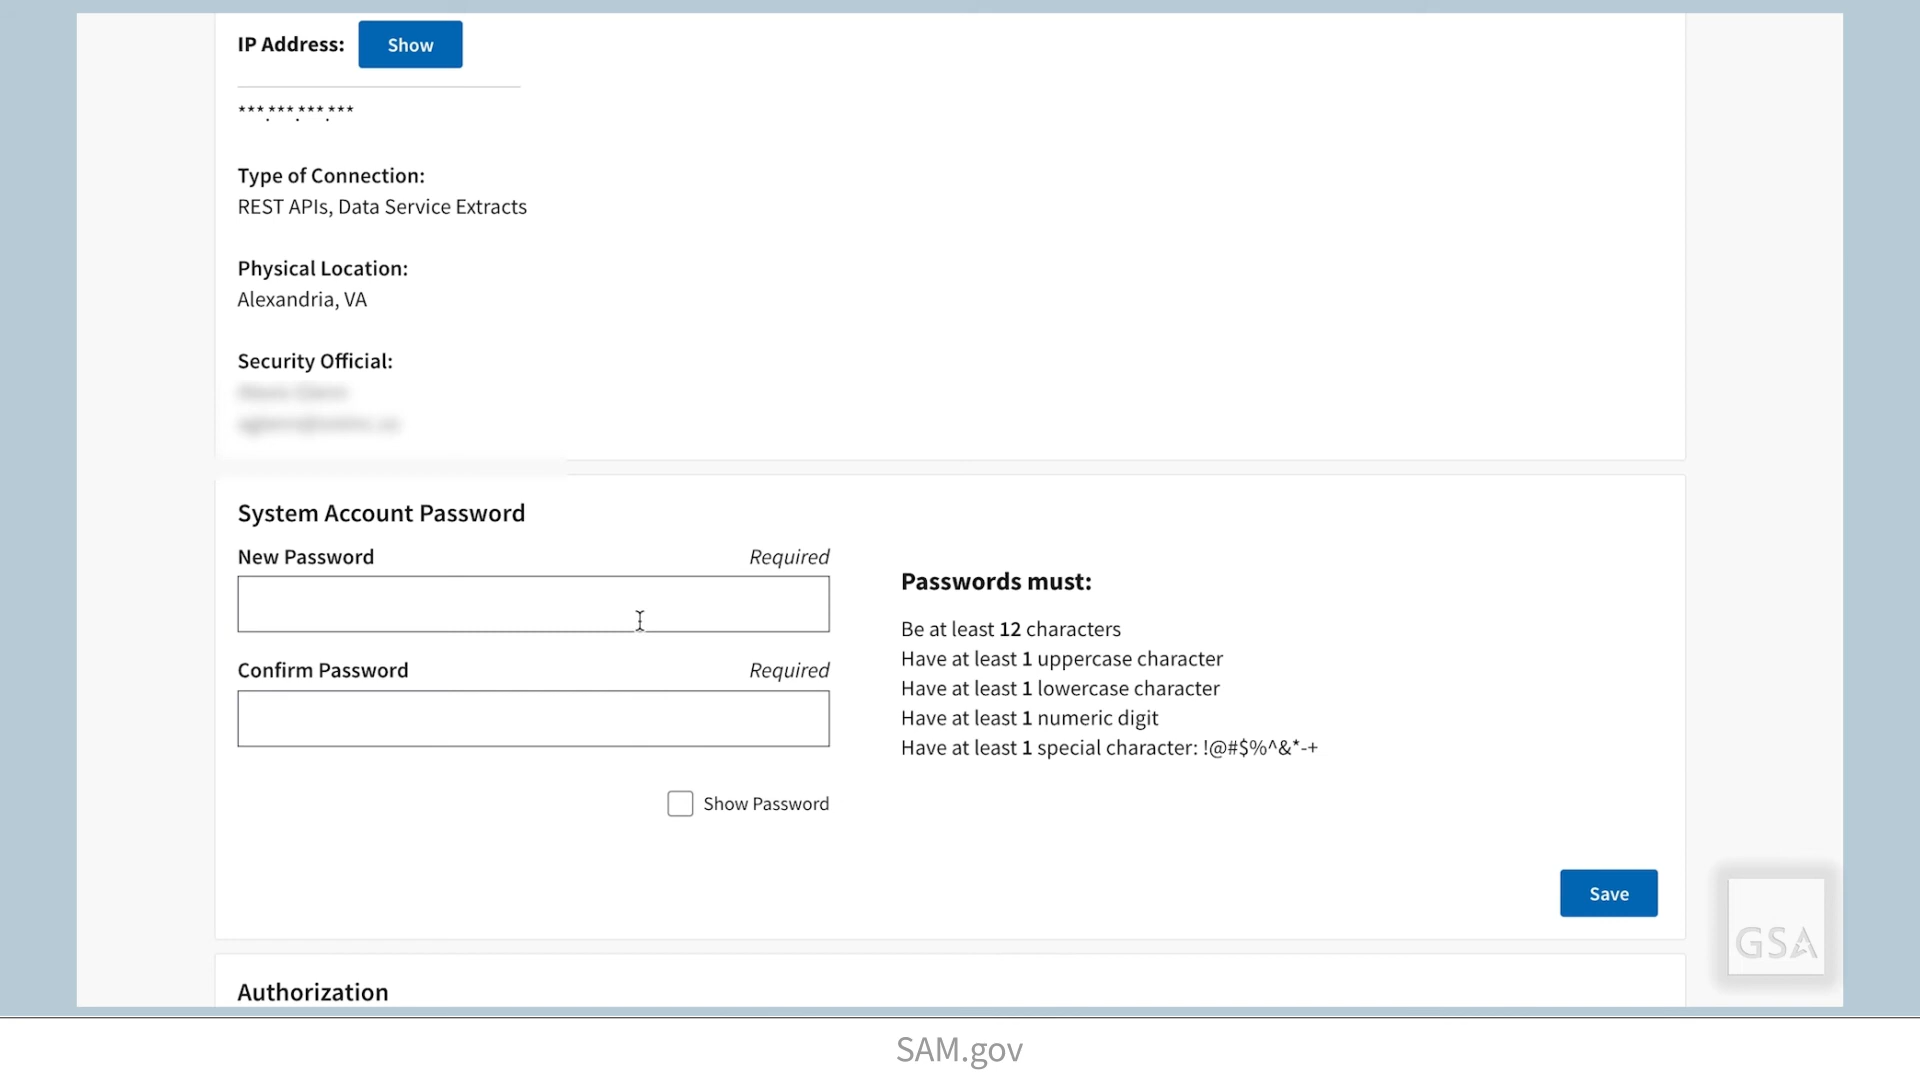 IP Address:
Show
***.***.***.***
Type of Connection:
REST APIs, Data Service Extracts
Physical Location:
Alexandria, VA
Security Official:
System Account Password
New Password Required
Confirm Password Required
Show Password
Passwords must:
Be at least 12 characters
Have at least 1 uppercase character
Have at least 1 lowercase character
Have at least 1 numeric digit
Have at least 1 special character: !@#$%^&*-+
Save
GSA
Authorization
SAM.gov